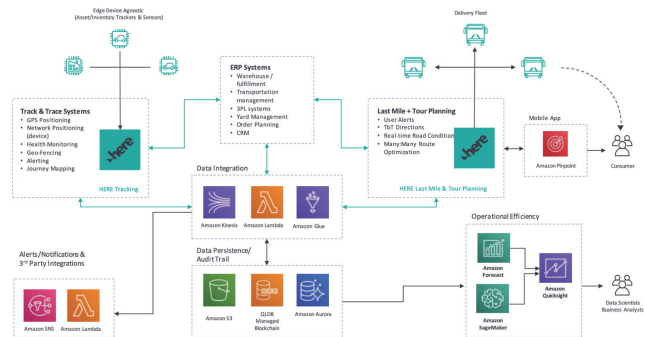 Edge Device Agnostic
(Asset/Inventory Trackers & Sensors)
Delivery Fleet
ERP Systems
• Warehouse /
fulfillment
• Transportation
management
• 3PL systems
• Yard Management
• Order Planning
• CRM
Track & Trace Systems
• GPS Positioning
• Network Positioning
(device)
• Health Monitoring
• Geo-Fencing
• Alerting
• Journey Mapping
here
HERE Tracking
Last Mile + Tour Planning
• User Alerts
• TbT Directions
• Real-time Road Condition
• Many:Many Route
Optimization
here
HERE Last Mile & Tour Planning
Mobile App
Amazon Pinpoint
Consumer
Data Integration
Amazon Kinesis
Amazon Lambda
Amazon Glue
Alerts/Notifications &
3rd Party Integrations
Amazon SNS
Amazon Lambda
Data Persistence/
Audit Trail
Amazon S3
QLDB
Managed
Blockchain
Amazon Aurora
Operational Efficiency
Amazon
Forecast
Amazon
SageMaker
Amazon
Quicksight
Data Scientists
Business Analysts